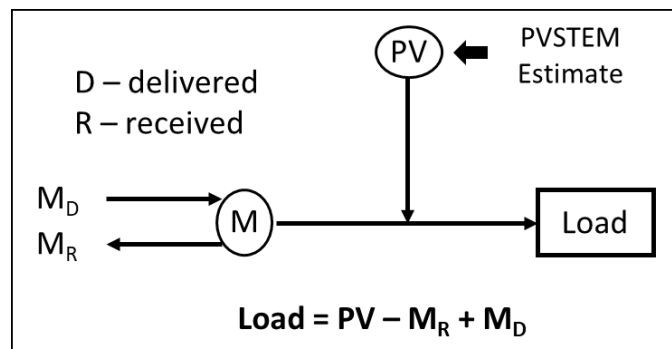 PV
PVSTEM
Estimate
D – delivered
R – received
M_D
M_R
M
Load
Load = PV – M_R + M_D